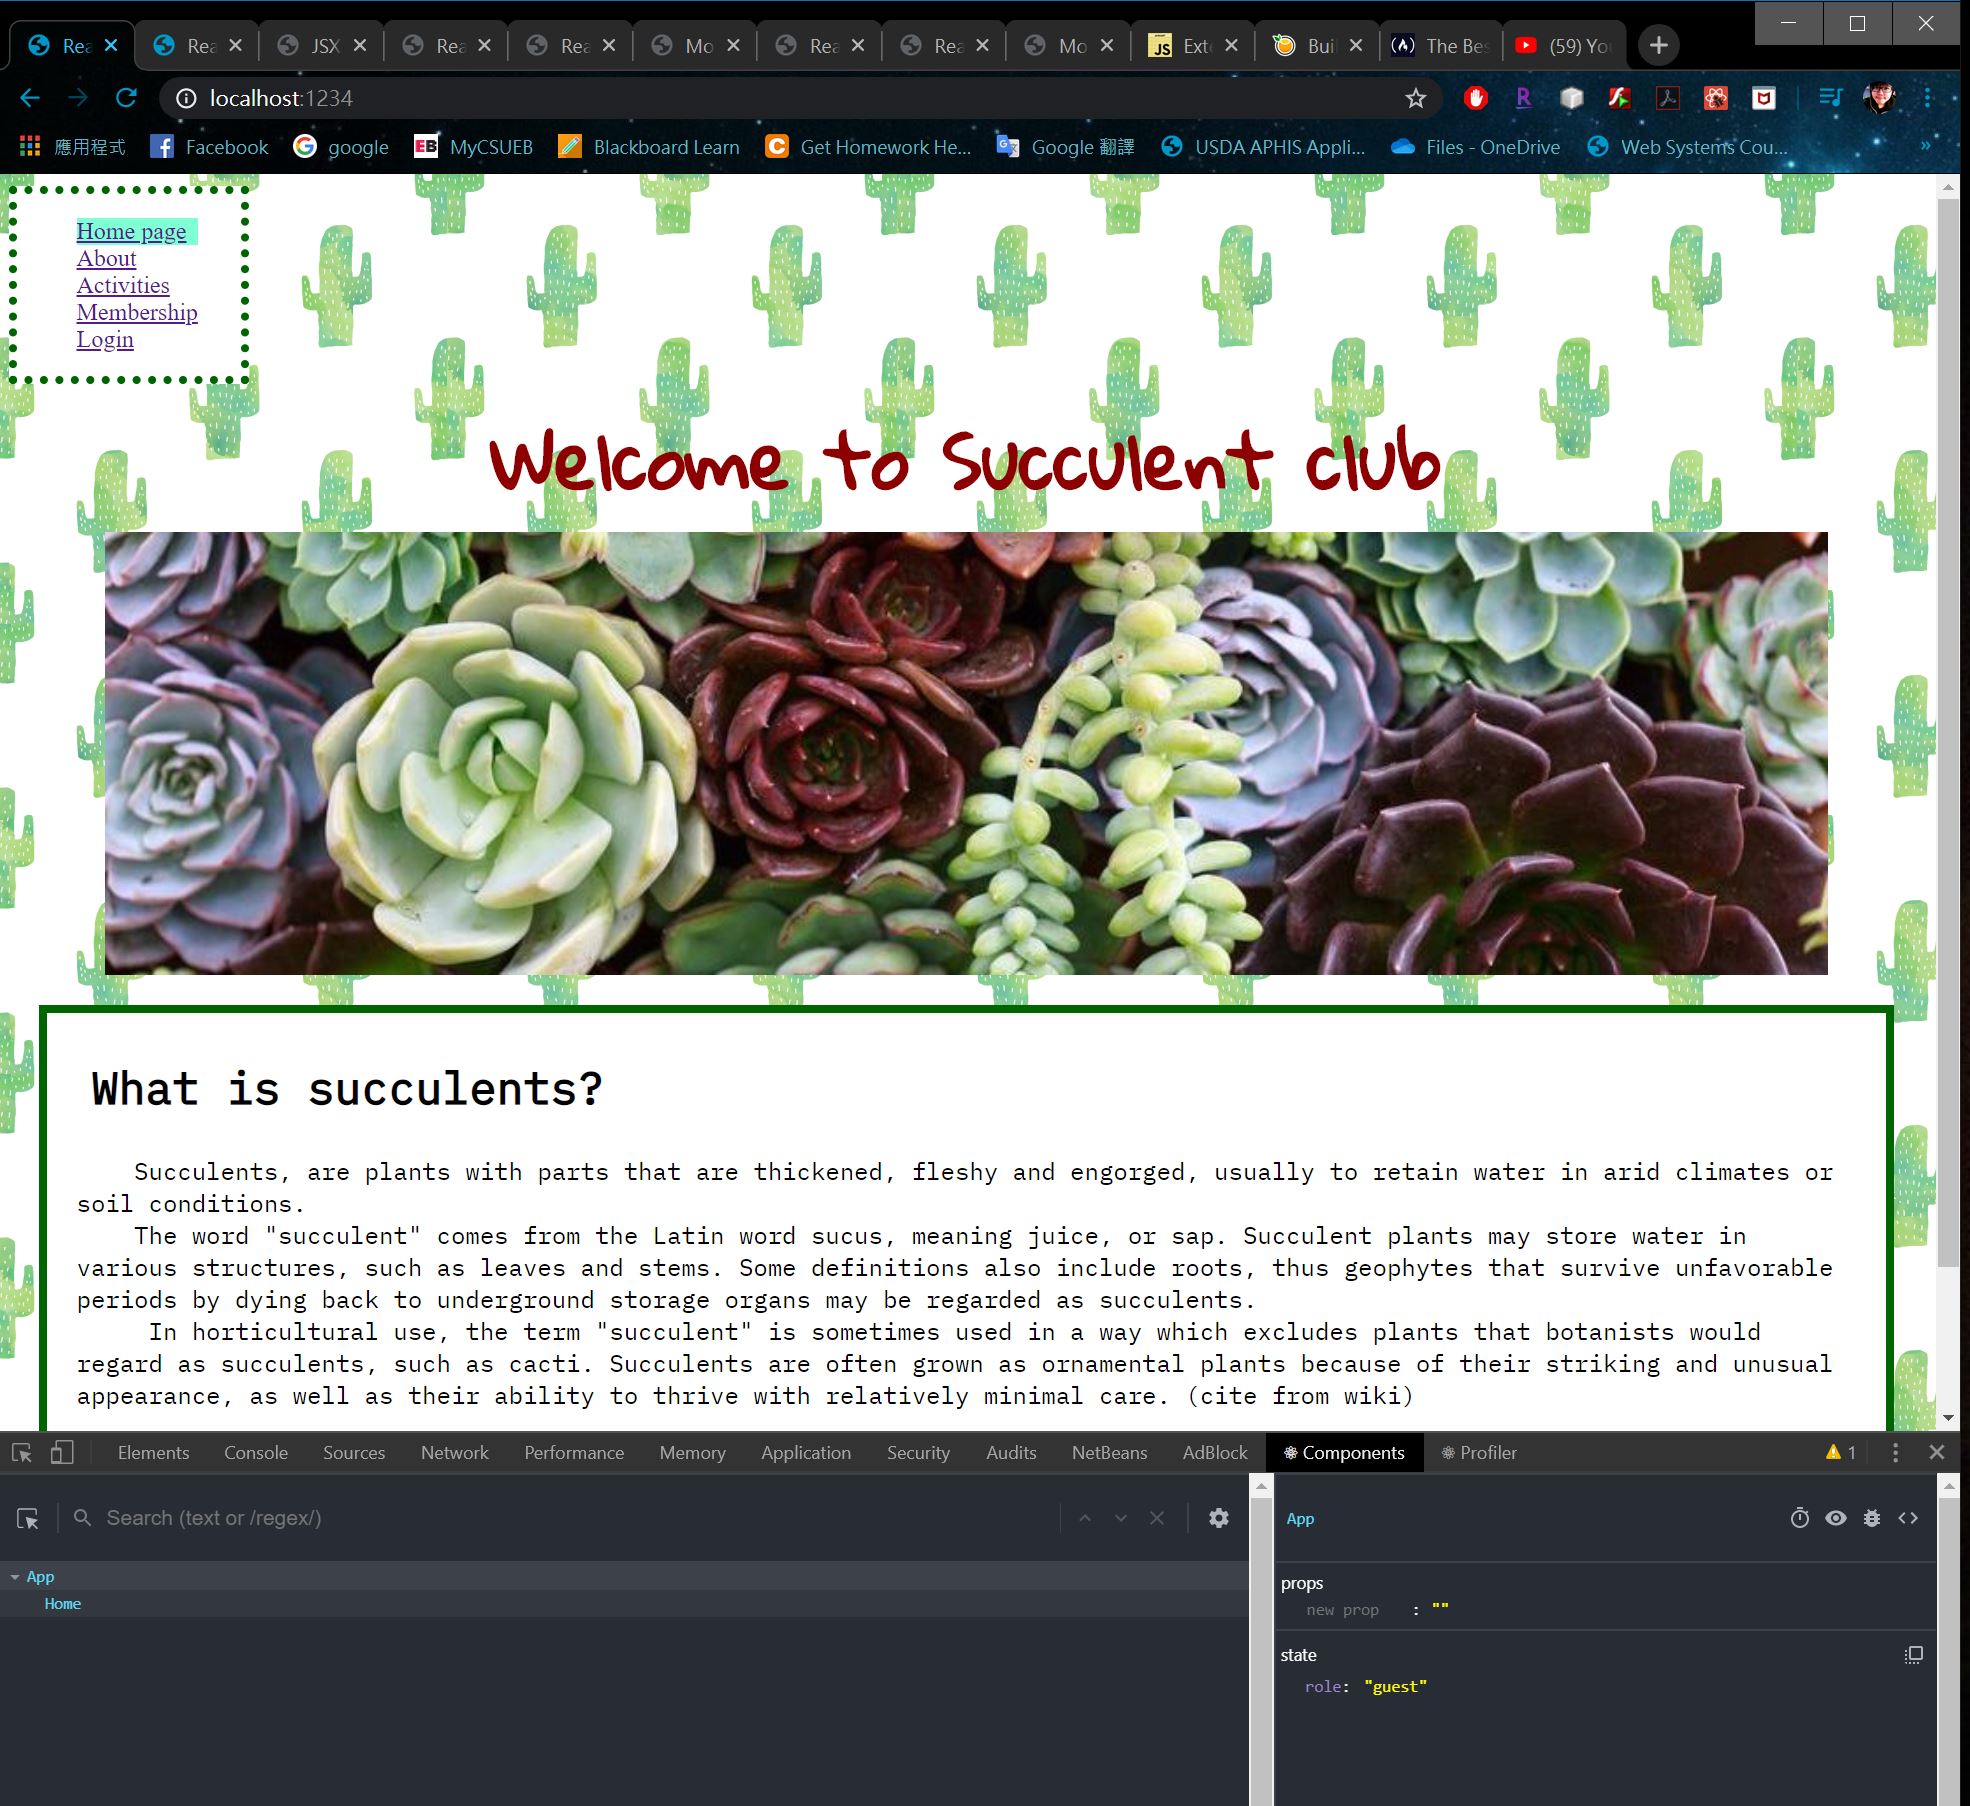 Rea Rea JSX Rea Rea Mo Rea Rea Mo Ext Bui The Bes (59) Yo
localhost:1234
應用程式 Facebook google MyCSUEB Blackboard Learn Get Homework He... Google 翻譯 USDA APHIS Appli... Files - OneDrive Web Systems Cou... »
Home page
About
Activities
Membership
Login
Welcome to Succulent club
What is succulents?
Succulents, are plants with parts that are thickened, fleshy and engorged, usually to retain water in arid climates or
soil conditions.
The word "succulent" comes from the Latin word sucus, meaning juice, or sap. Succulent plants may store water in
various structures, such as leaves and stems. Some definitions also include roots, thus geophytes that survive unfavorable
periods by dying back to underground storage organs may be regarded as succulents.
In horticultural use, the term "succulent" is sometimes used in a way which excludes plants that botanists would
regard as succulents, such as cacti. Succulents are often grown as ornamental plants because of their striking and unusual
appearance, as well as their ability to thrive with relatively minimal care. (cite from wiki)
Elements Console Sources Network Performance Memory Application Security Audits NetBeans AdBlock Components Profiler 1
Search (text or /regex/)
App
App
Home
props
new prop : ""
state
role: "guest"